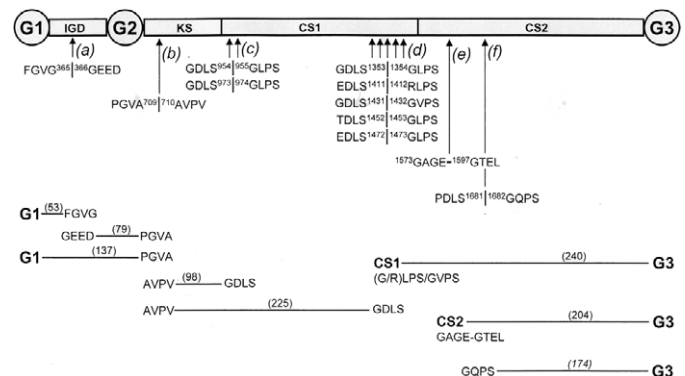 G1 IGD G2 KS CS1 CS2 G3
(a) (b) (c) (d) (e) (f)
FGVG365|366GEED
GDLS954|955GLPS
GDLS1353|1354GLPS
GDLS973|974GLPS
EDLS1411|1412RLPS
PGVA709|710AVPV
GDLS1431|1432GVPS
TDLS1452|1453GLPS
EDLS1472|1473GLPS
1573GAGE-1597GTEL
PDLS1681|1682GQPS
G1 (53) FGVG
GEED (79) PGVA
G1 (137) PGVA
CS1 (240) G3
(G/R)LPS/GVPS
AVPV (98) GDLS
AVPV (225) GDLS
CS2 (204) G3
GAGE-GTEL
GQPS (174) G3